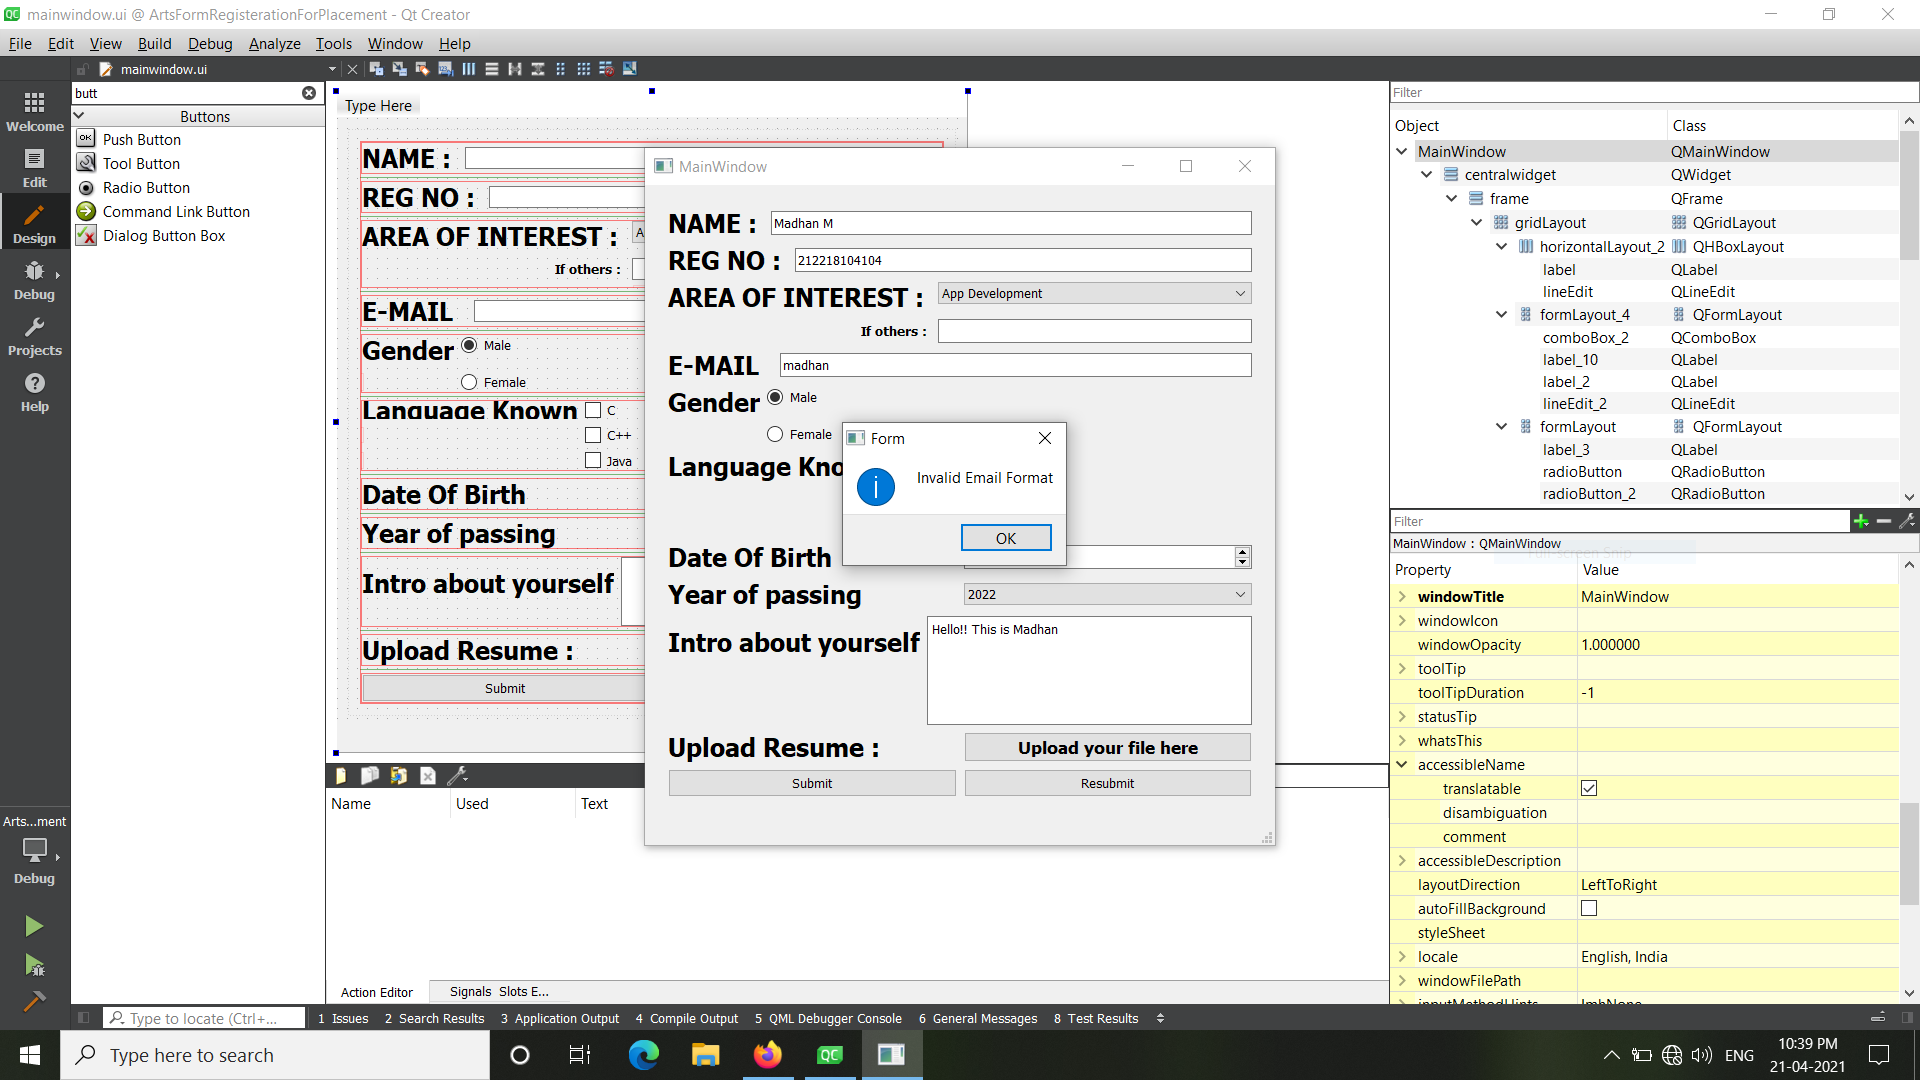 mainwindow.ui @ ArtsFormRegisterationForPlacement - Qt Creator
File Edit View Build Debug Analyze Tools Window Help
mainwindow.ui
Welcome
Edit
Design
Debug
Projects
Help
Arts...ment
Debug
butt
Buttons
Push Button
Tool Button
Radio Button
Command Link Button
Dialog Button Box
Type Here
NAME :
REG NO :
AREA OF INTEREST :
A
If others :
E-MAIL
Gender
Male
Female
Language Known
C
C++
Java
Date Of Birth
Year of passing
Intro about yourself
Upload Resume :
Submit
MainWindow
NAME : Madhan M
REG NO : 212218104104
AREA OF INTEREST : App Development
If others :
E-MAIL madhan
Gender Male
Female
Language Kno
Date Of Birth
Year of passing 2022
Intro about yourself Hello!! This is Madhan
Upload Resume : Upload your file here
Submit Resubmit
Form
Invalid Email Format
OK
Name Used Text
Action Editor Signals Slots E...
Filter
Object Class
MainWindow QMainWindow
centralwidget QWidget
frame QFrame
gridLayout QGridLayout
horizontalLayout_2 QHBoxLayout
label QLabel
lineEdit QLineEdit
formLayout_4 QFormLayout
comboBox_2 QComboBox
label_10 QLabel
label_2 QLabel
lineEdit_2 QLineEdit
formLayout QFormLayout
label_3 QLabel
radioButton QRadioButton
radioButton_2 QRadioButton
Filter
MainWindow : QMainWindow
Property Value
windowTitle MainWindow
windowIcon
windowOpacity 1.000000
toolTip
toolTipDuration -1
statusTip
whatsThis
accessibleName
translatable
disambiguation
comment
accessibleDescription
layoutDirection LeftToRight
autoFillBackground
styleSheet
locale English, India
windowFilePath
inputMethodHints ImhNone
Type to locate (Ctrl+...
1 Issues 2 Search Results 3 Application Output 4 Compile Output 5 QML Debugger Console 6 General Messages 8 Test Results
Type here to search
QC
ENG
10:39 PM
21-04-2021